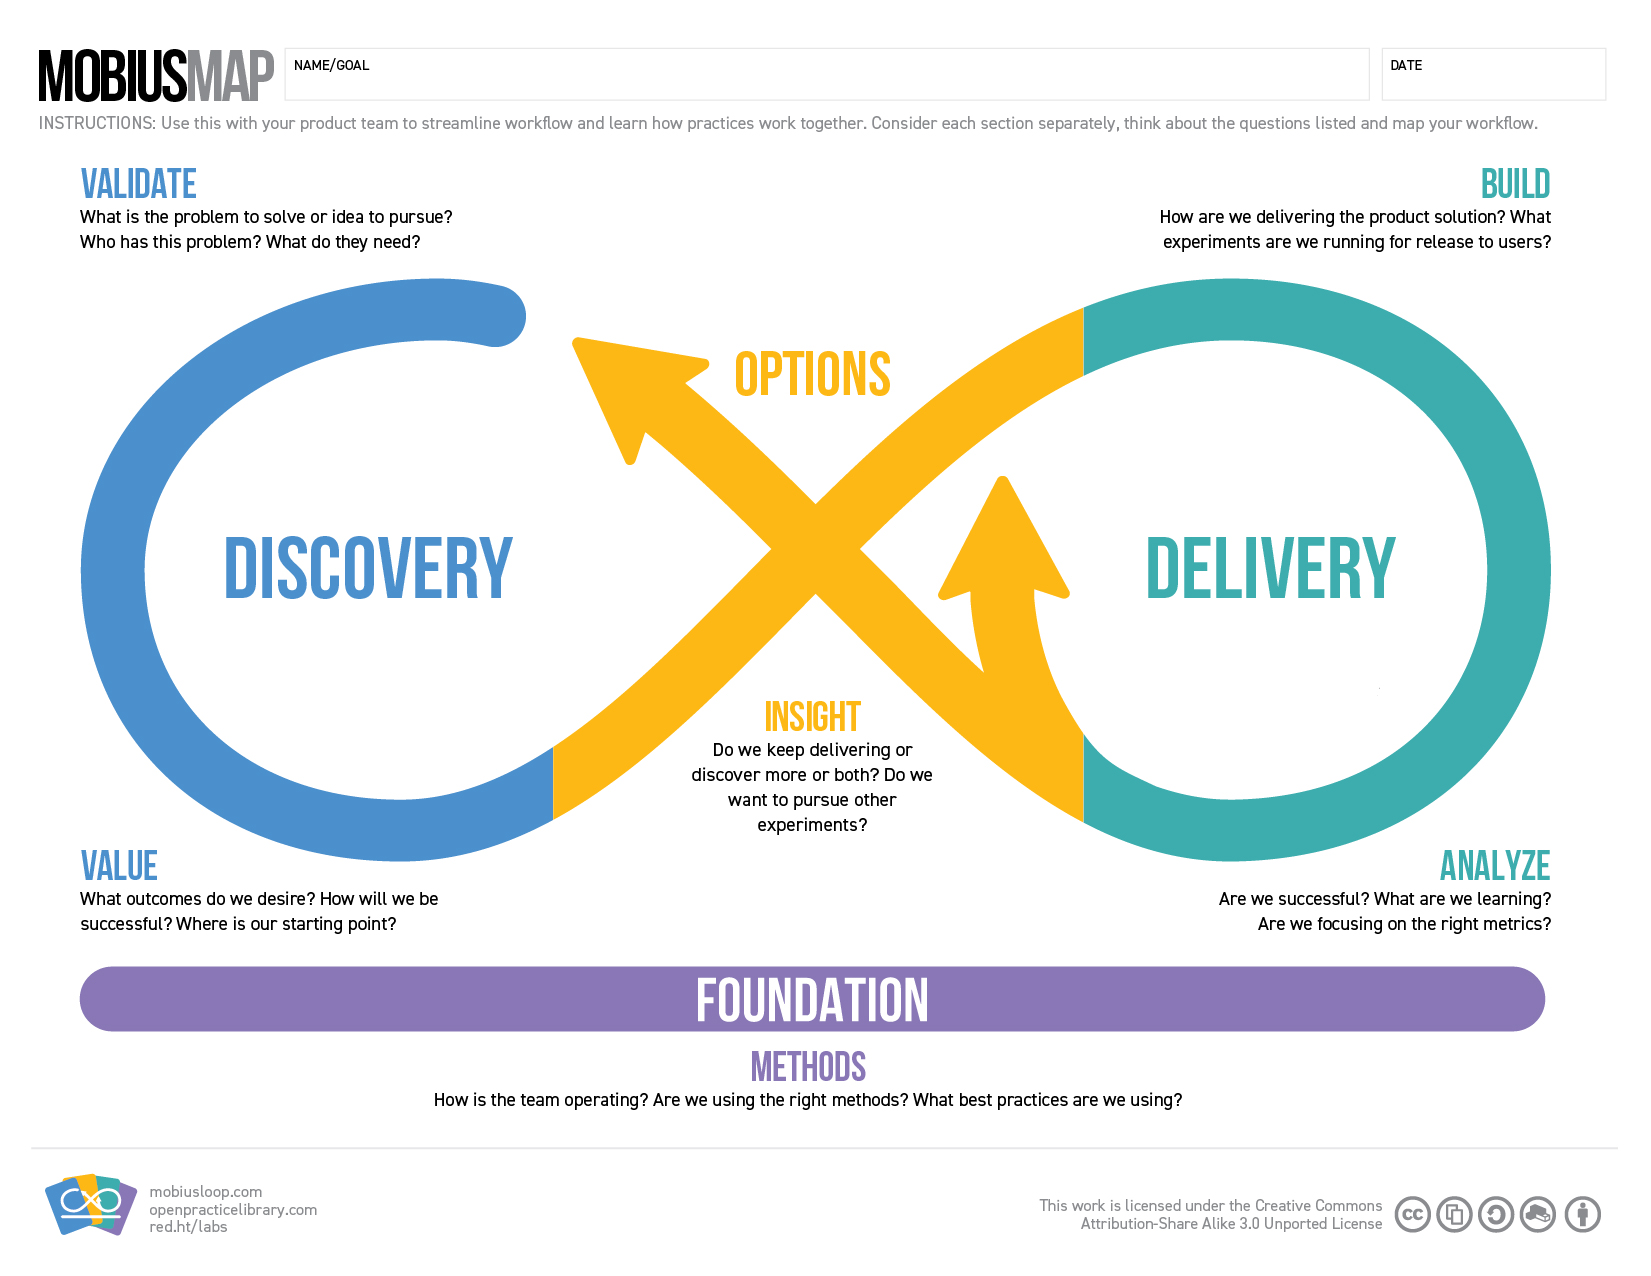 MOBIUSMAP
NAME/GOAL
DATE
INSTRUCTIONS: Use this with your product team to streamline workflow and learn how practices work together. Consider each section separately, think about the questions listed and map your workflow.
VALIDATE
What is the problem to solve or idea to pursue?
Who has this problem? What do they need?
BUILD
How are we delivering the product solution? What
experiments are we running for release to users?
OPTIONS
DISCOVERY
DELIVERY
INSIGHT
Do we keep delivering or
discover more or both? Do we
want to pursue other
experiments?
VALUE
What outcomes do we desire? How will we be
successful? Where is our starting point?
ANALYZE
Are we successful? What are we learning?
Are we focusing on the right metrics?
FOUNDATION
METHODS
How is the team operating? Are we using the right methods? What best practices are we using?
mobiusloop.com
openpracticelibrary.com
red.ht/labs
This work is licensed under the Creative Commons
Attribution-Share Alike 3.0 Unported License
cc